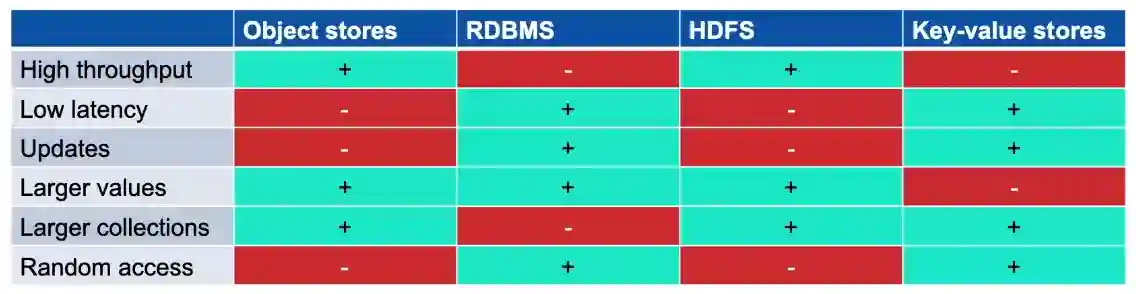 Object stores RDBMS HDFS Key-value stores
High throughput + - + -
Low latency - + - +
Updates - + - +
Larger values + + + -
Larger collections + - + +
Random access - + - +